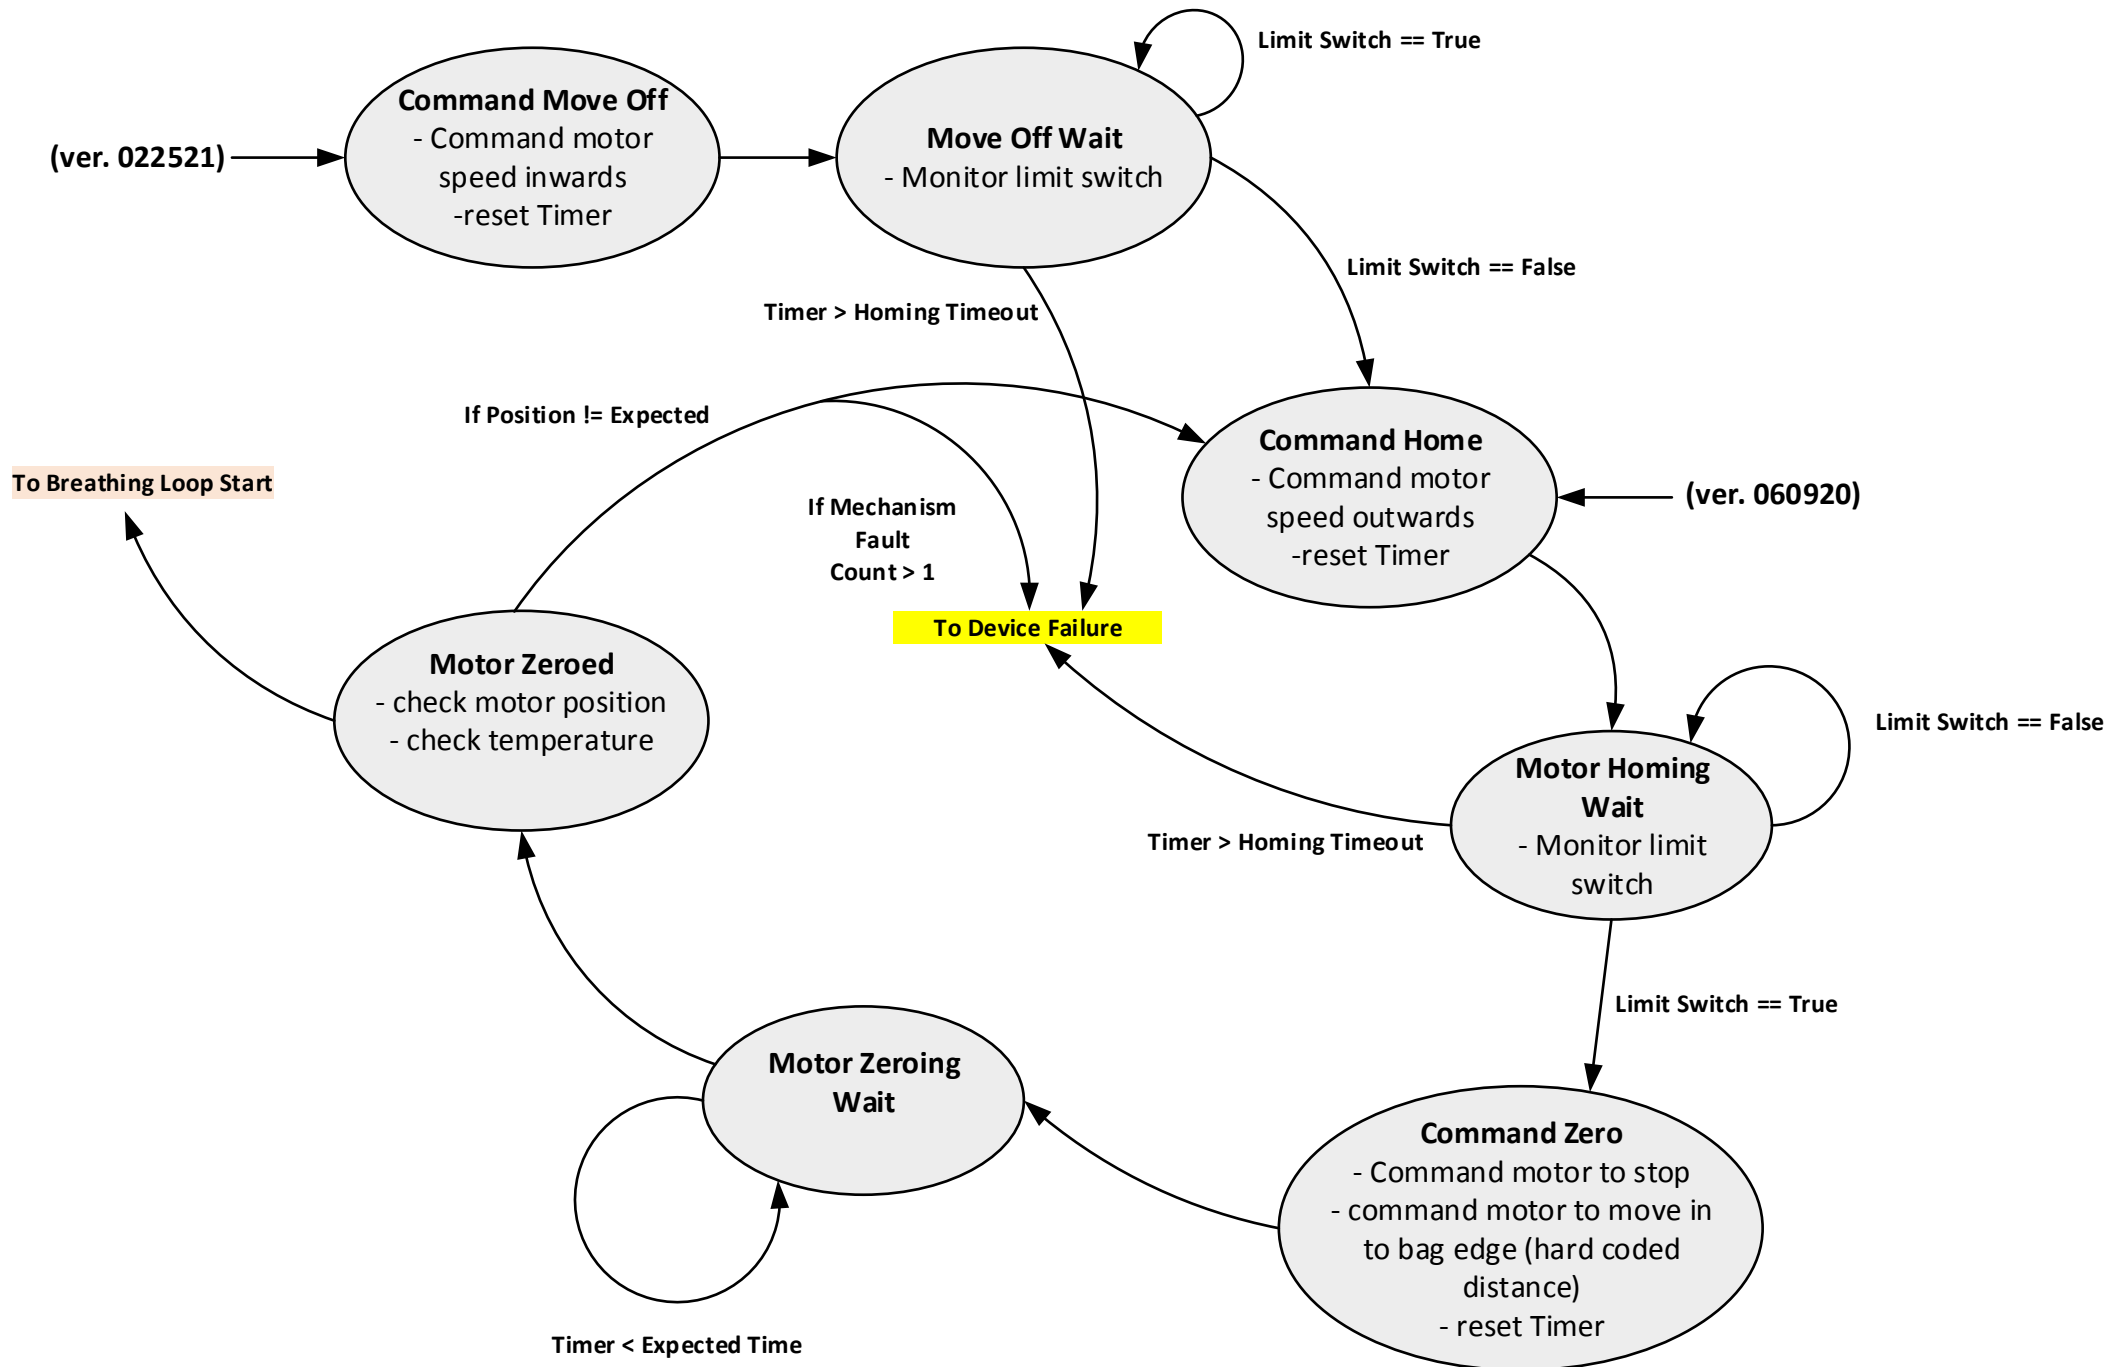 Limit Switch == True
Command Move Off
- Command motor
speed inwards
-reset Timer
(ver. 022521)
Move Off Wait
- Monitor limit switch
Limit Switch == False
Timer > Homing Timeout
If Position != Expected
Command Home
- Command motor
speed outwards
-reset Timer
(ver. 060920)
To Breathing Loop Start
If Mechanism
Fault
Count > 1
To Device Failure
Motor Zeroed
- check motor position
- check temperature
Limit Switch == False
Motor Homing
Wait
- Monitor limit
switch
Timer > Homing Timeout
Limit Switch == True
Motor Zeroing
Wait
Command Zero
- Command motor to stop
- command motor to move in
to bag edge (hard coded
distance)
- reset Timer
Timer < Expected Time